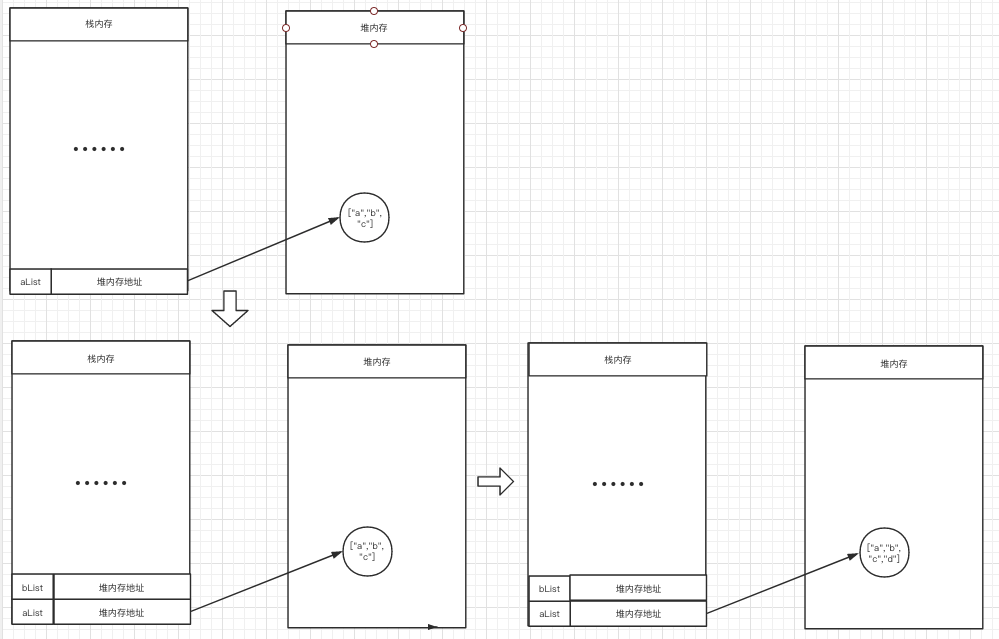 栈内存
堆内存
["a","b",
"c"]
aList
堆内存地址
栈内存
堆内存
["a","b",
"c"]
bList
堆内存地址
aList
堆内存地址
栈内存
堆内存
["a","b",
"c","d"]
bList
堆内存地址
aList
堆内存地址